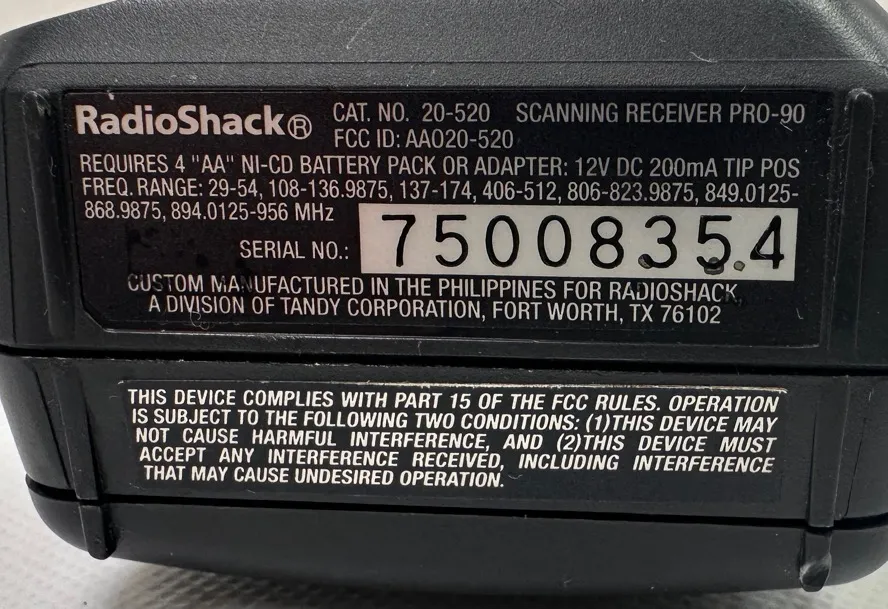 RadioShack® CAT. NO. 20-520 SCANNING RECEIVER PRO-90
FCC ID: AAO20-520
REQUIRES 4 "AA" NI-CD BATTERY PACK OR ADAPTER: 12V DC 200mA TIP POS
FREQ. RANGE: 29-54, 108-136.9875, 137-174, 406-512, 806-823.9875, 849.0125-
868.9875, 894.0125-956 MHz
SERIAL NO.: 75008354
CUSTOM MANUFACTURED IN THE PHILIPPINES FOR RADIOSHACK,
A DIVISION OF TANDY CORPORATION, FORT WORTH, TX 76102
THIS DEVICE COMPLIES WITH PART 15 OF THE FCC RULES. OPERATION
IS SUBJECT TO THE FOLLOWING TWO CONDITIONS: (1)THIS DEVICE MAY
NOT CAUSE HARMFUL INTERFERENCE, AND (2)THIS DEVICE MUST
ACCEPT ANY INTERFERENCE RECEIVED, INCLUDING INTERFERENCE
THAT MAY CAUSE UNDESIRED OPERATION.